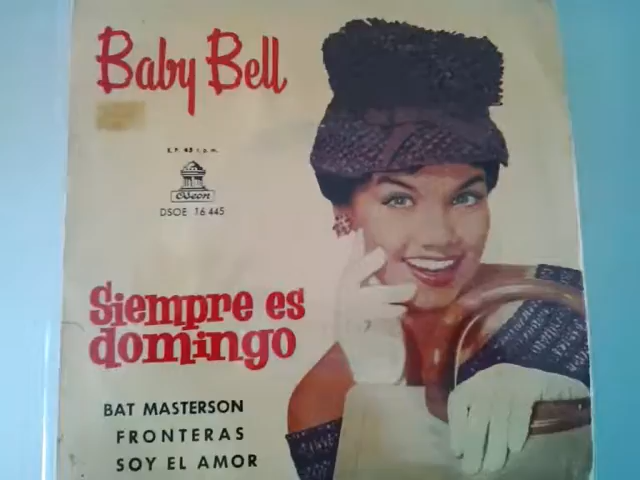 Baby Bell
E.P. 45 r.p.m.
Odeon
DSOE 16.445
Siempre es
domingo
BAT MASTERSON
FRONTERAS
SOY EL AMOR